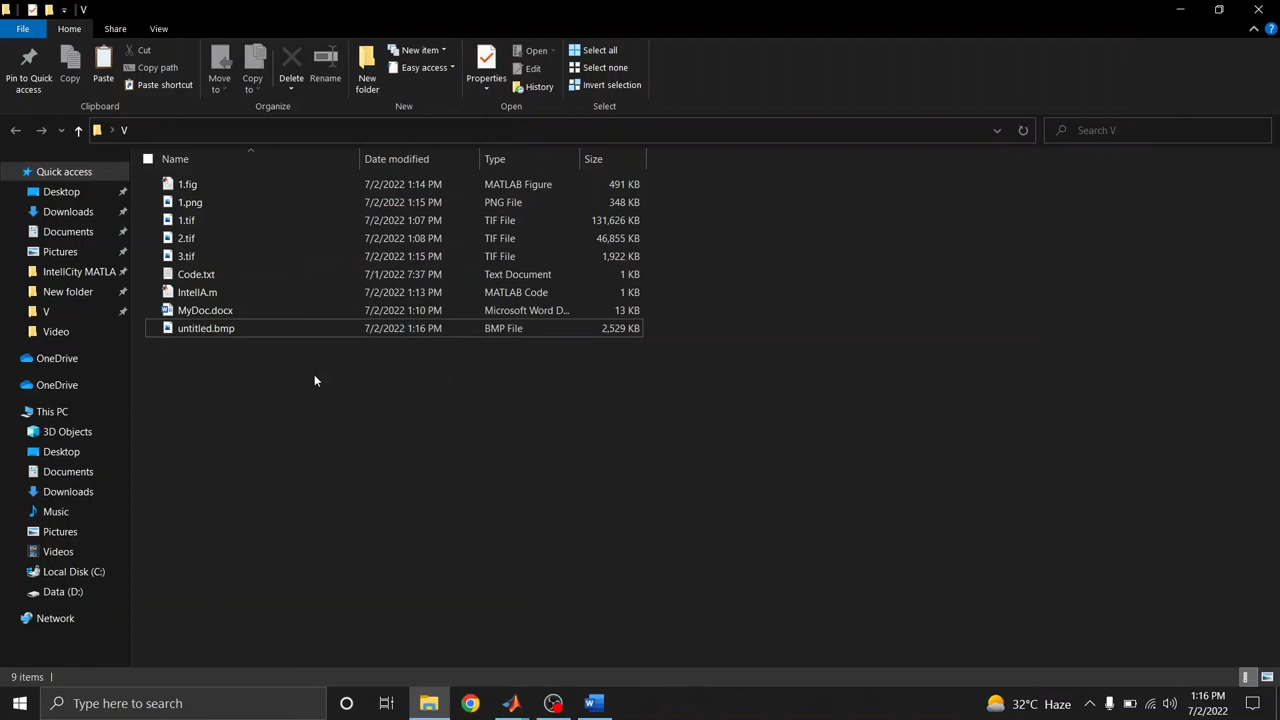 V
File Home Share View
Pin to Quick access
Copy
Paste
Cut
Copy path
Paste shortcut
Clipboard
Move to
Copy to
Delete
Rename
Organize
New folder
New item
Easy access
New
Properties
Open
Edit
History
Open
Select all
Select none
Invert selection
Select
V
Search V
Name Date modified Type Size
1.fig 7/2/2022 1:14 PM MATLAB Figure 491 KB
1.png 7/2/2022 1:15 PM PNG File 348 KB
1.tif 7/2/2022 1:07 PM TIF File 131,626 KB
2.tif 7/2/2022 1:08 PM TIF File 46,855 KB
3.tif 7/2/2022 1:15 PM TIF File 1,922 KB
Code.txt 7/1/2022 7:37 PM Text Document 1 KB
IntellA.m 7/2/2022 1:13 PM MATLAB Code 1 KB
MyDoc.docx 7/2/2022 1:10 PM Microsoft Word D... 13 KB
untitled.bmp 7/2/2022 1:16 PM BMP File 2,529 KB
Quick access
Desktop
Downloads
Documents
Pictures
IntellCity MATLA
New folder
V
Video
OneDrive
OneDrive
This PC
3D Objects
Desktop
Documents
Downloads
Music
Pictures
Videos
Local Disk (C:)
Data (D:)
Network
9 items
Type here to search
32°C Haze
1:16 PM
7/2/2022